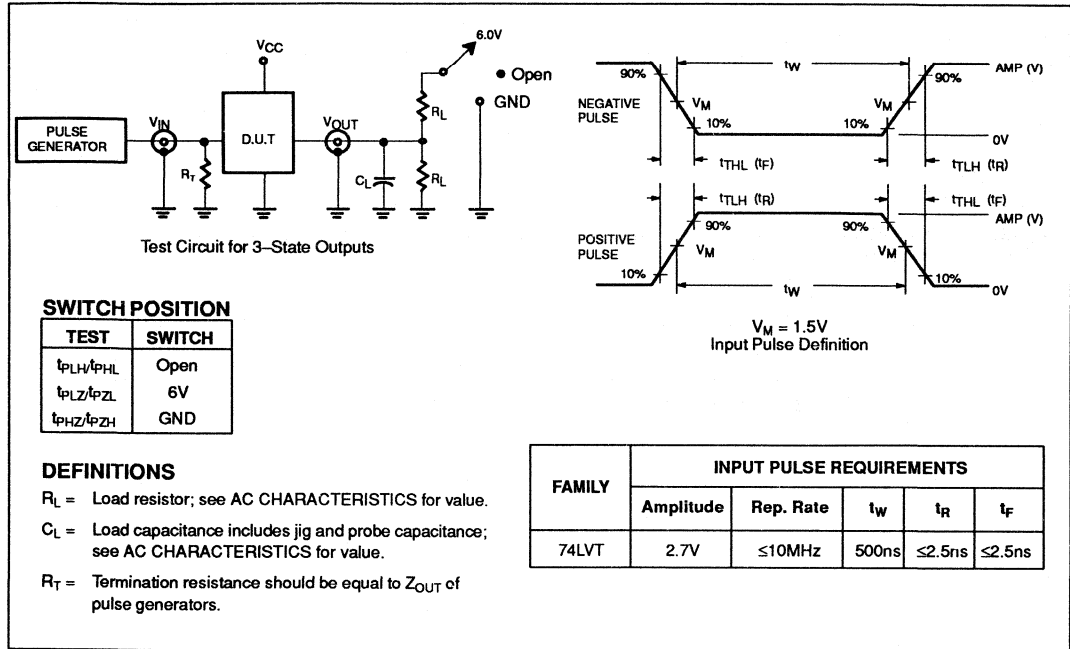 VCC
6.0V
Open
GND
RL
PULSE
GENERATOR
VIN
D.U.T
VOUT
RT
CL
RL
Test Circuit for 3–State Outputs
90%
tW
90%
AMP (V)
NEGATIVE
PULSE
VM
VM
10%
10%
0V
tTHL (tF)
tTLH (tR)
tTLH (tR)
tTHL (tF)
AMP (V)
90%
90%
POSITIVE
PULSE
VM
VM
10%
10%
tW
0V
VM = 1.5V
Input Pulse Definition
SWITCH POSITION
TEST SWITCH
tPLH/tPHL Open
tPLZ/tPZL 6V
tPHZ/tPZH GND
DEFINITIONS
RL = Load resistor; see AC CHARACTERISTICS for value.
CL = Load capacitance includes jig and probe capacitance;
see AC CHARACTERISTICS for value.
RT = Termination resistance should be equal to ZOUT of
pulse generators.
FAMILY
INPUT PULSE REQUIREMENTS
Amplitude Rep. Rate tW tR tF
74LVT 2.7V ≤10MHz 500ns ≤2.5ns ≤2.5ns